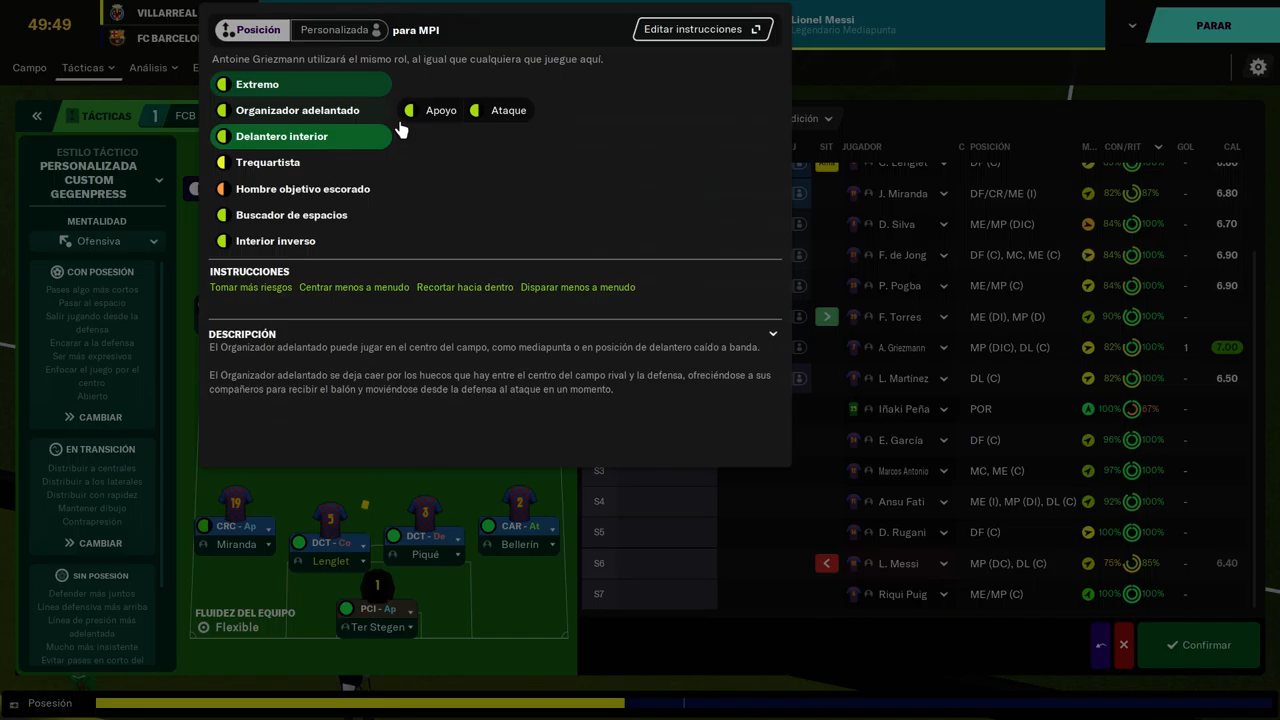 49:49
VILLARREAL
FC BARCELO
Lionel Messi
Legendario Mediapunta
PARAR
Campo
Tácticas
Análisis
E
Posición
Personalizada
para MPI
Editar instrucciones
Antoine Griezmann utilizará el mismo rol, al igual que cualquiera que juegue aquí.
Extremo
Organizador adelantado
Apoyo
Ataque
Delantero interior
Trequartista
Hombre objetivo escorado
Buscador de espacios
Interior inverso
INSTRUCCIONES
Tomar más riesgos Centrar menos a menudo Recortar hacia dentro Disparar menos a menudo
DESCRIPCIÓN
El Organizador adelantado puede jugar en el centro del campo, como mediapunta o en posición de delantero caído a banda.
El Organizador adelantado se deja caer por los huecos que hay entre el centro del campo rival y la defensa, ofreciéndose a sus
compañeros para recibir el balón y moviéndose desde la defensa al ataque en un momento.
TÁCTICAS
1
FCB
ESTILO TÁCTICO
PERSONALIZADA
CUSTOM
GEGENPRESS
MENTALIDAD
Ofensiva
CON POSESIÓN
Pases algo más cortos
Pasar al espacio
Salir jugando desde la
defensa
Encarar a la defensa
Ser más expresivos
Enfocar el juego por el
centro
Abierto
CAMBIAR
EN TRANSICIÓN
Distribuir a centrales
Distribuir a los laterales
Distribuir con rapidez
Mantener dibujo
Contrapresión
CAMBIAR
SIN POSESIÓN
Defender más juntos
Línea defensiva más arriba
Línea de presión más
adelantada
Mucho más insistente
Evitar pases en corto del
19
CRC - Ap
Miranda
5
DCT - Co
Lenglet
3
DCT - De
Piqué
2
CAR - At
Bellerín
1
PCI - Ap
Ter Stegen
FLUIDEZ DEL EQUIPO
Flexible
dición
SIT JUGADOR C POSICIÓN M... CON/RIT GOL CAL
C. Lenglet DF (C)
J. Miranda DF/CR/ME (I) 82% 97% - 6.80
D. Silva ME/MP (DIC) 84% 100% - 6.70
F. de Jong DF (C), MC, ME (C) 84% 100% - 6.90
P. Pogba ME/MP (C) 84% 100% - 6.90
F. Torres ME (DI), MP (D) 90% 100% -
A. Griezmann MP (DIC), DL (C) 82% 100% 1 7.00
L. Martínez DL (C) 82% 100% - 6.50
Iñaki Peña POR 100% 67% -
E. García DF (C) 96% 100% -
S3 Marcos Antonio MC, ME (C) 97% 100% -
S4 Ansu Fati ME (I), MP (DI), DL (C) 92% 100% -
S5 D. Rugani DF (C) 100% 100% -
S6 L. Messi MP (DC), DL (C) 75% 85% - 6.40
S7 Riqui Puig ME/MP (C) 100% 100% -
Confirmar
Posesión